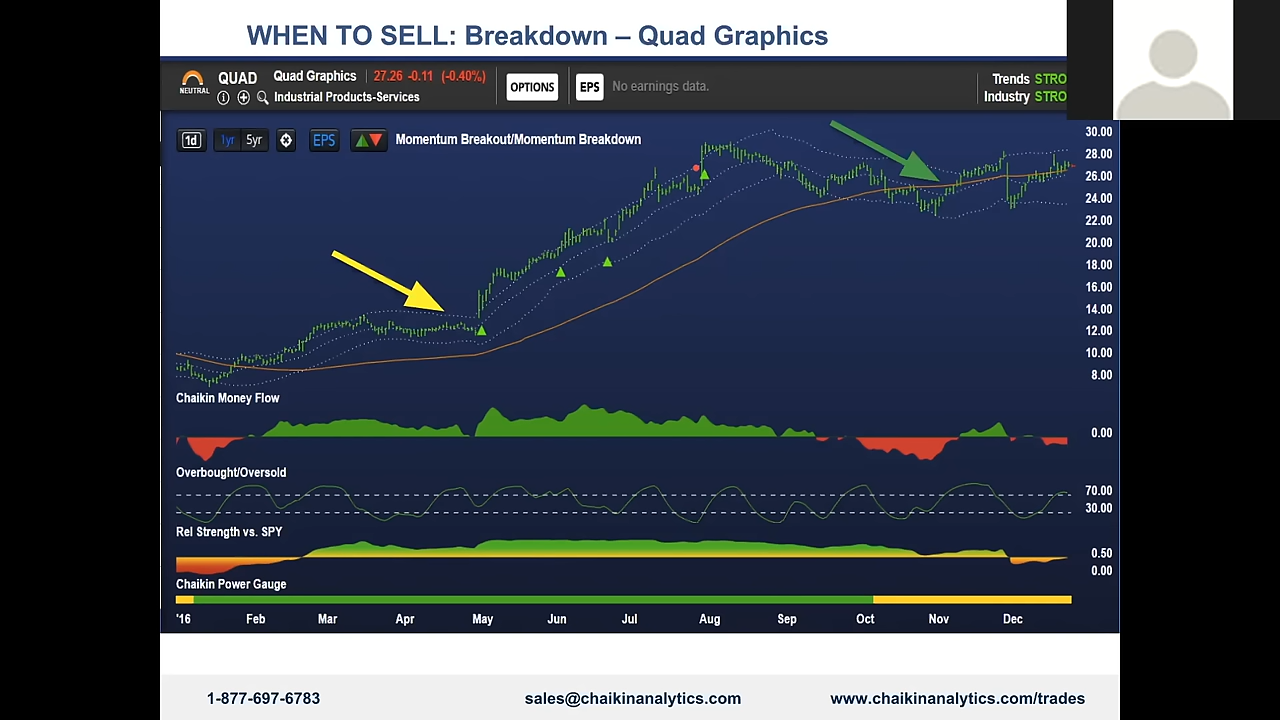 WHEN TO SELL: Breakdown – Quad Graphics
NEUTRAL
QUAD Quad Graphics 27.26 -0.11 (-0.40%)
Industrial Products-Services
OPTIONS
EPS
No earnings data.
Trends STRO
Industry STRO
1d 1yr 5yr EPS Momentum Breakout/Momentum Breakdown
30.00
28.00
26.00
24.00
22.00
20.00
18.00
16.00
14.00
12.00
10.00
8.00
Chaikin Money Flow
0.00
Overbought/Oversold
70.00
30.00
Rel Strength vs. SPY
0.50
0.00
Chaikin Power Gauge
'16 Feb Mar Apr May Jun Jul Aug Sep Oct Nov Dec
1-877-697-6783 sales@chaikinanalytics.com www.chaikinanalytics.com/trades